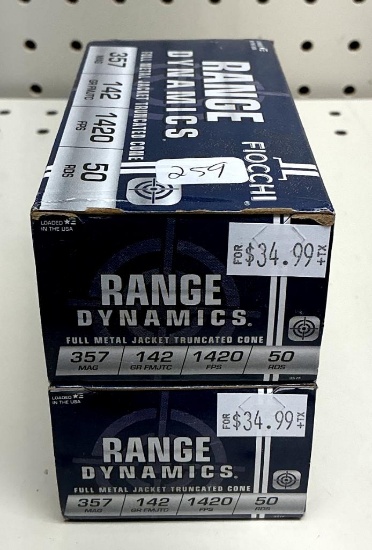 357 142 1420 50
MAG GR FMJTC FPS RDS
FULL METAL JACKET TRUNCATED CONE
RANGE
DYNAMICS
FIOCCHI
259
LOADED
IN THE USA
FOR $34.99 +TX
RANGE
DYNAMICS
FULL METAL JACKET TRUNCATED CONE
357 142 1420 50
MAG GR FMJTC FPS RDS
LOADED
IN THE USA
FOR $34.99 +TX
RANGE
DYNAMICS
FULL METAL JACKET TRUNCATED CONE
357 142 1420 50
MAG GR FMJTC FPS RDS